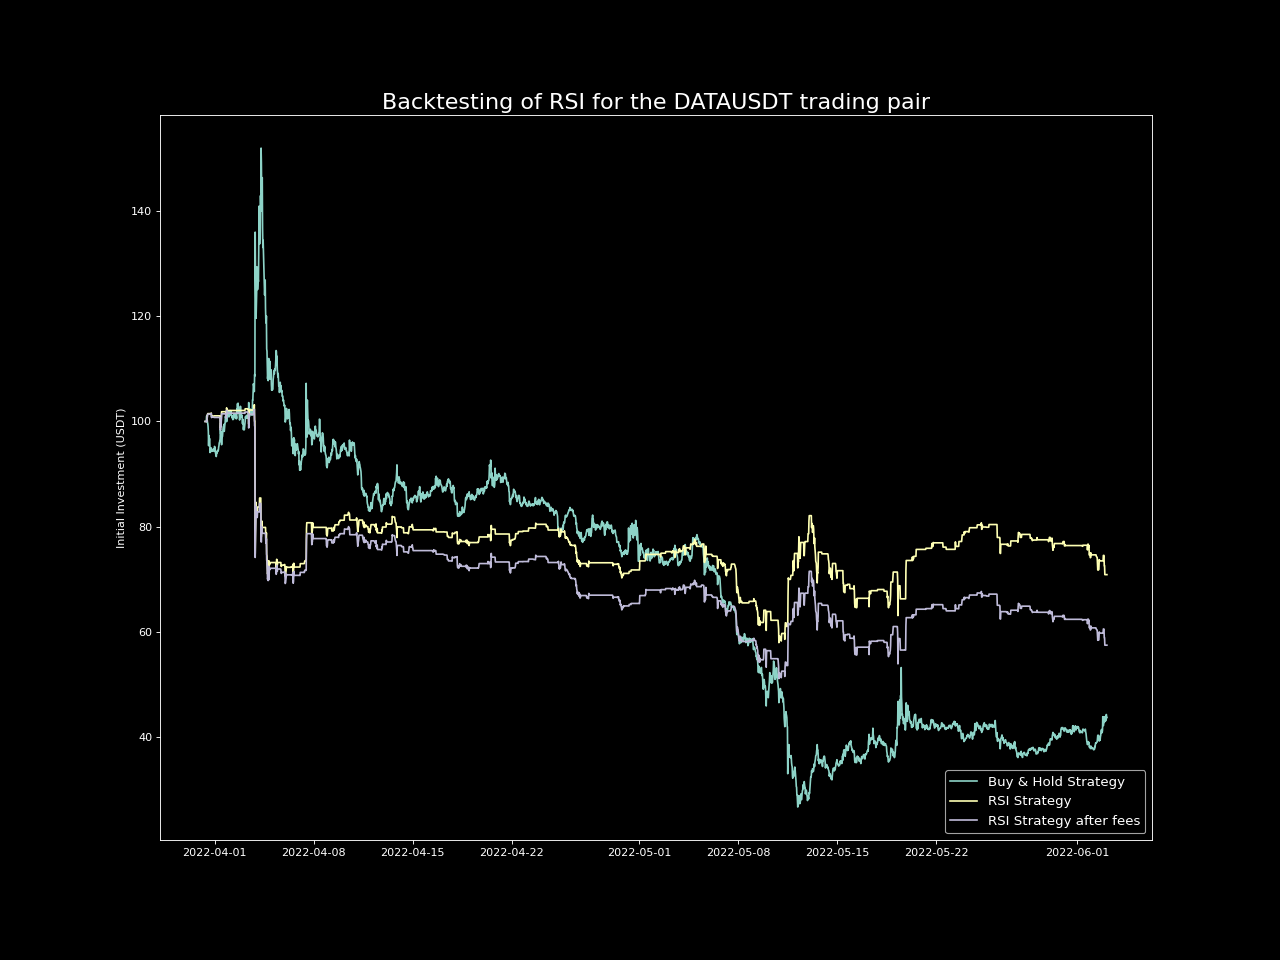 Backtesting of RSI for the DATAUSDT trading pair
Initial Investment (USDT)
140
120
100
80
60
40
2022-04-01 2022-04-08 2022-04-15 2022-04-22 2022-05-01 2022-05-08 2022-05-15 2022-05-22 2022-06-01
Buy & Hold Strategy
RSI Strategy
RSI Strategy after fees